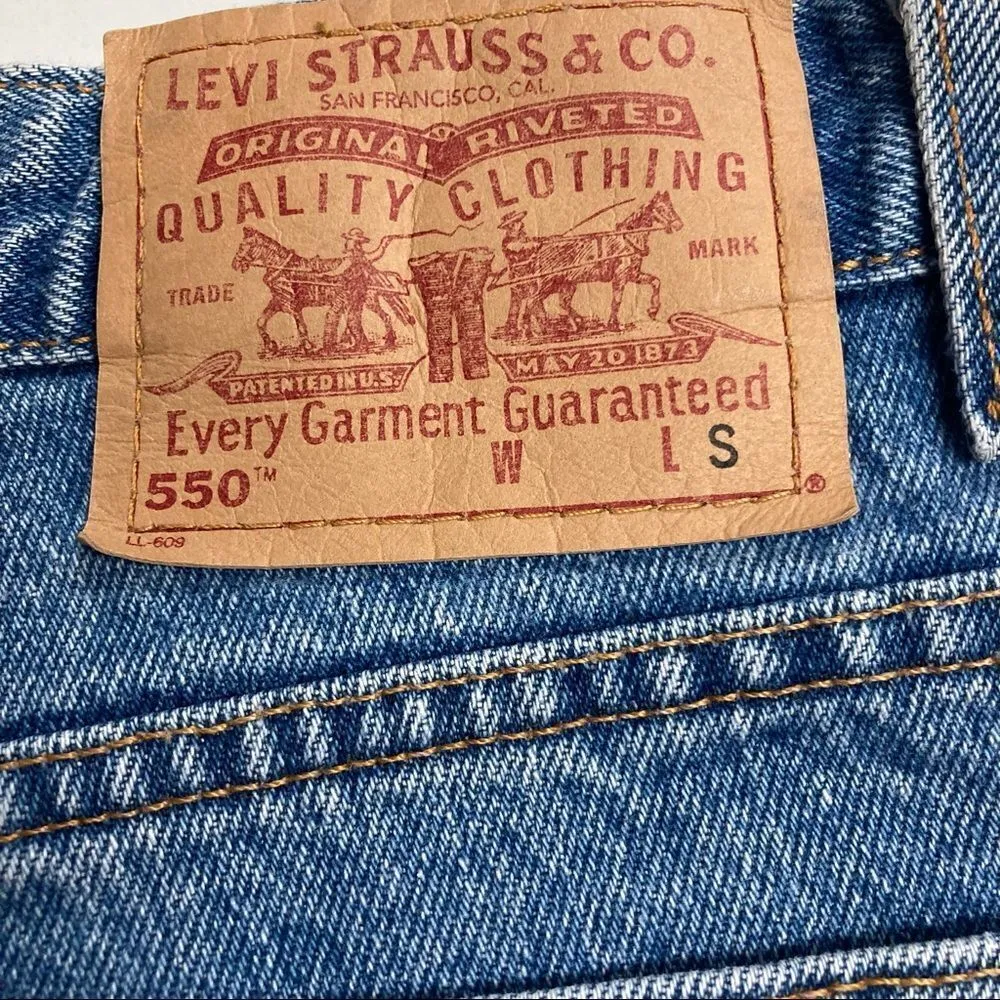 LEVI STRAUSS & CO.
SAN FRANCISCO, CAL.
ORIGINAL RIVETED
QUALITY CLOTHING
TRADE MARK
PATENTED IN U.S. MAY 20 1873
Every Garment Guaranteed
W L S
550™ ®
LL-609